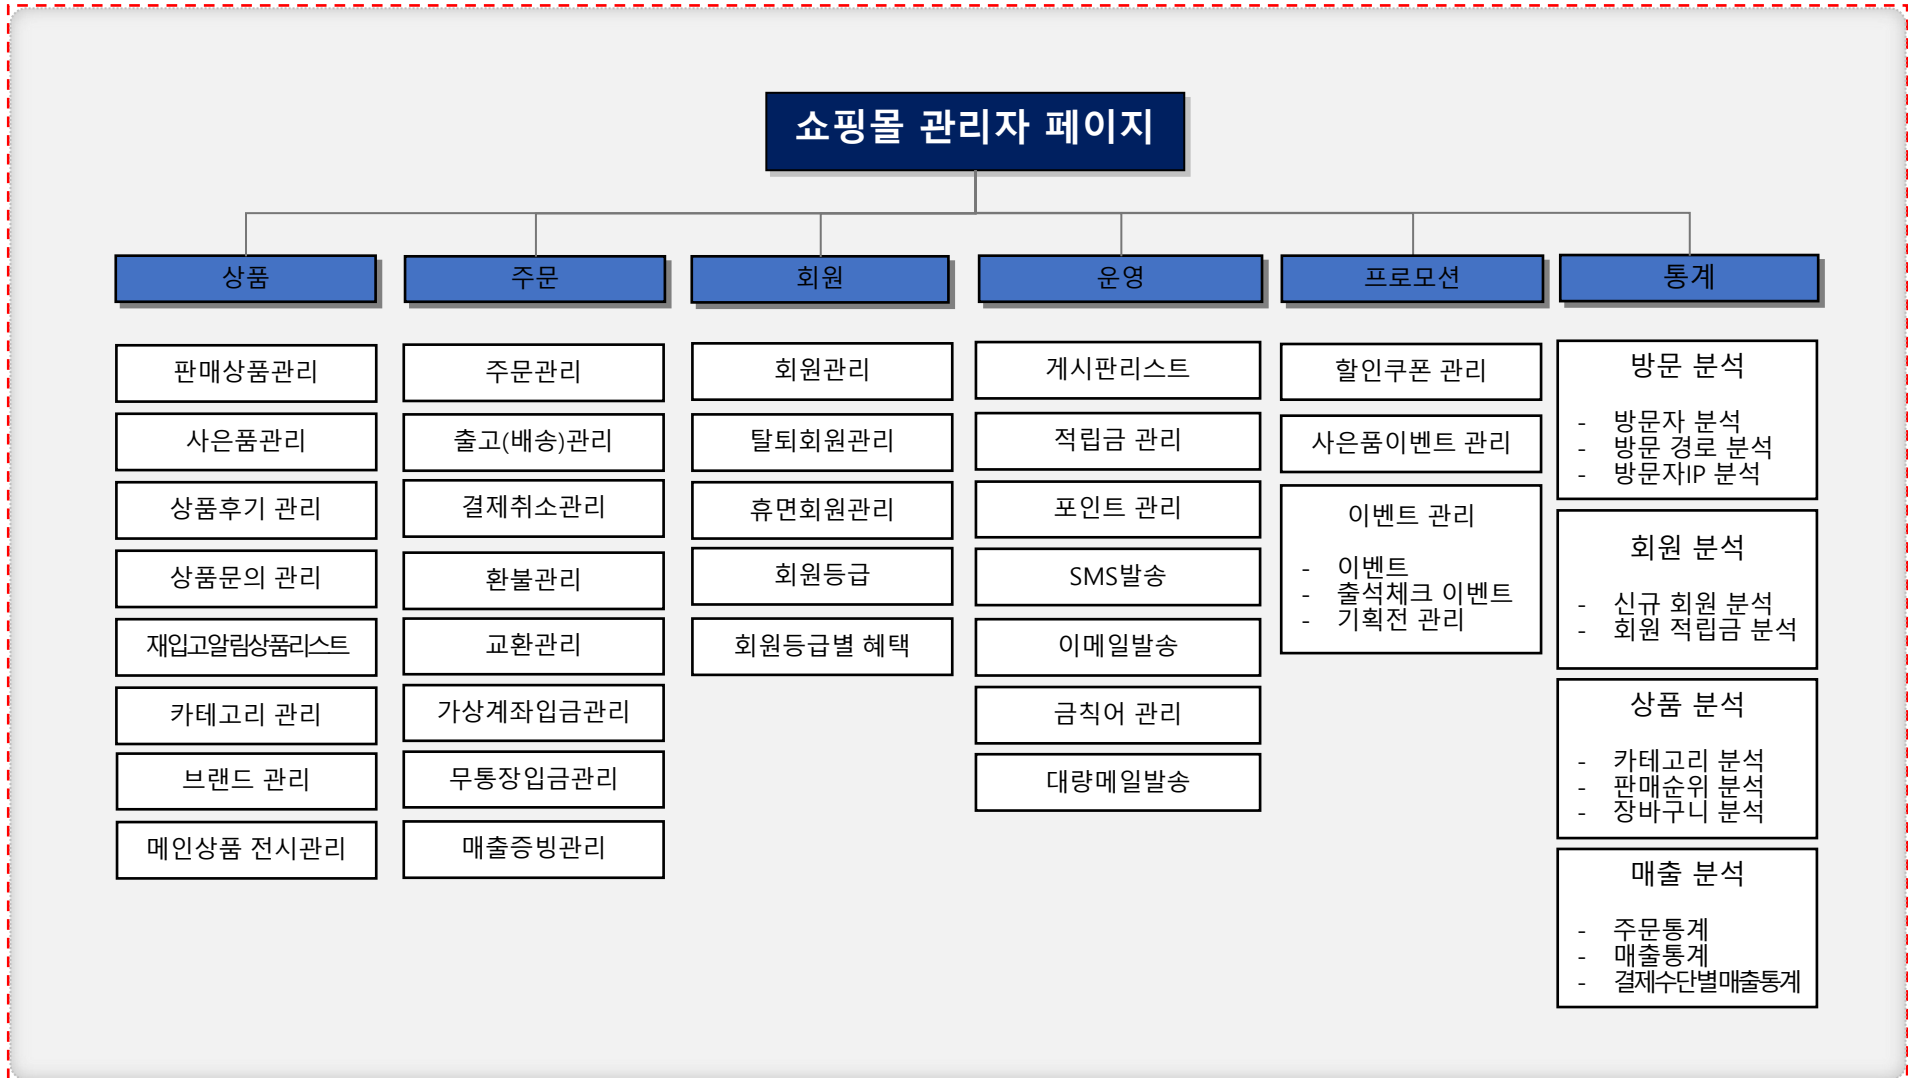 쇼핑몰 관리자 페이지
상품
판매상품관리
사은품관리
상품후기 관리
상품문의 관리
재입고알림상품리스트
카테고리 관리
브랜드 관리
메인상품 전시관리
주문
주문관리
출고(배송)관리
결제취소관리
환불관리
교환관리
가상계좌입금관리
무통장입금관리
매출증빙관리
회원
회원관리
탈퇴회원관리
휴면회원관리
회원등급
회원등급별 혜택
운영
게시판리스트
적립금 관리
포인트 관리
SMS발송
이메일발송
금칙어 관리
대량메일발송
프로모션
할인쿠폰 관리
사은품이벤트 관리
이벤트 관리
- 이벤트
- 출석체크 이벤트
- 기획전 관리
통계
방문 분석
- 방문자 분석
- 방문 경로 분석
- 방문자IP 분석
회원 분석
- 신규 회원 분석
- 회원 적립금 분석
상품 분석
- 카테고리 분석
- 판매순위 분석
- 장바구니 분석
매출 분석
- 주문통계
- 매출통계
- 결제수단별매출통계